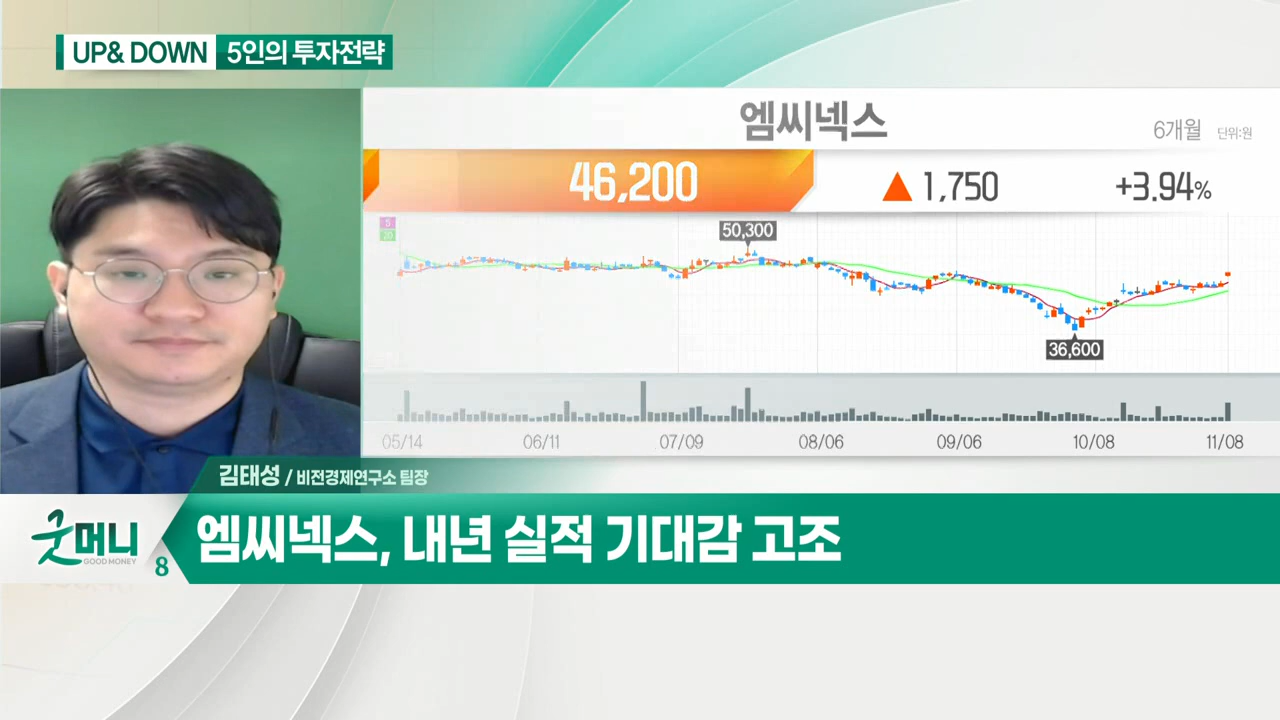 UP& DOWN 5인의 투자전략
엠씨넥스
6개월 단위:원
46,200 ▲ 1,750 +3.94%
5
20
50,300
36,600
05/14 06/11 07/09 08/06 09/06 10/08 11/08
김태성 / 비전경제연구소 팀장
굿머니
GOOD MONEY
8
엠씨넥스, 내년 실적 기대감 고조